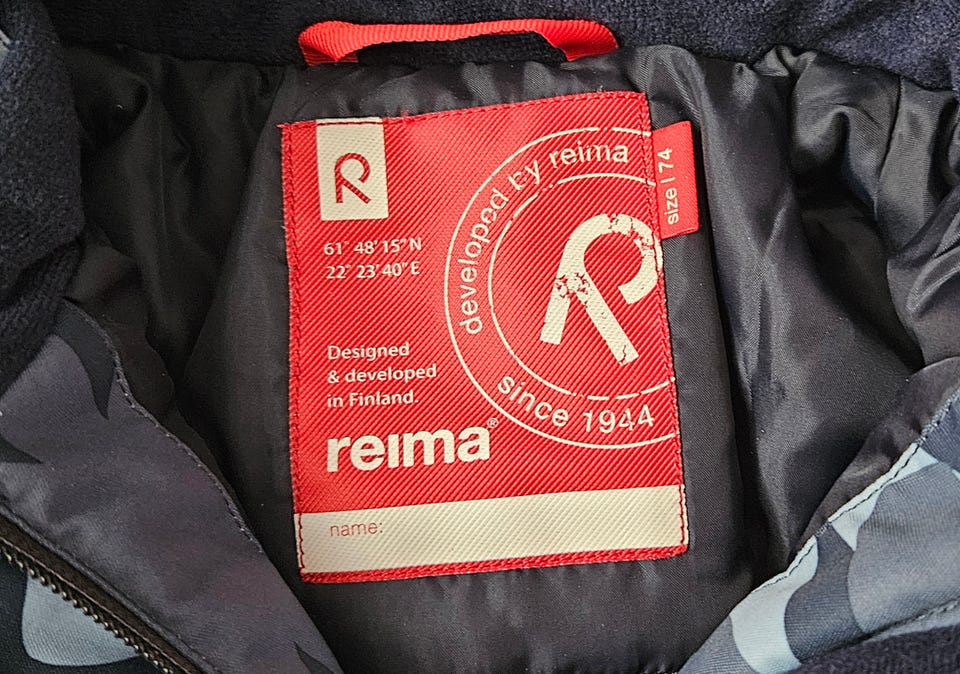 61° 48' 15" N
22° 23' 40" E
Designed
& developed
in Finland
reima®
name:
developed by reima
since 1944
size | 74